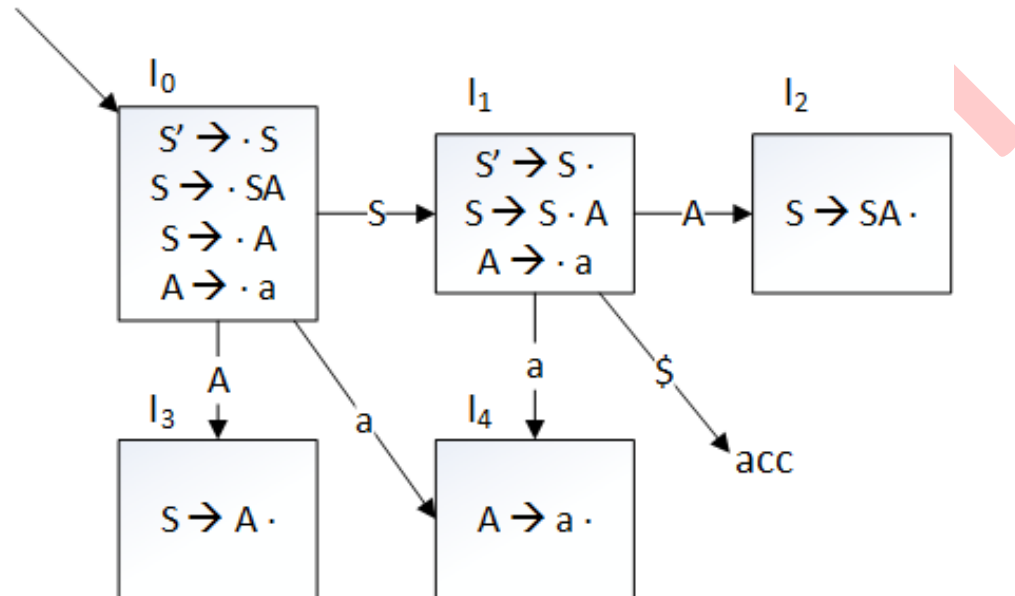 I₀
S' → · S
S → · SA
S → · A
A → · a
S
I₁
S' → S ·
S → S · A
A → · a
A
I₂
S → SA ·
A
a
a
$
acc
I₃
S → A ·
I₄
A → a ·